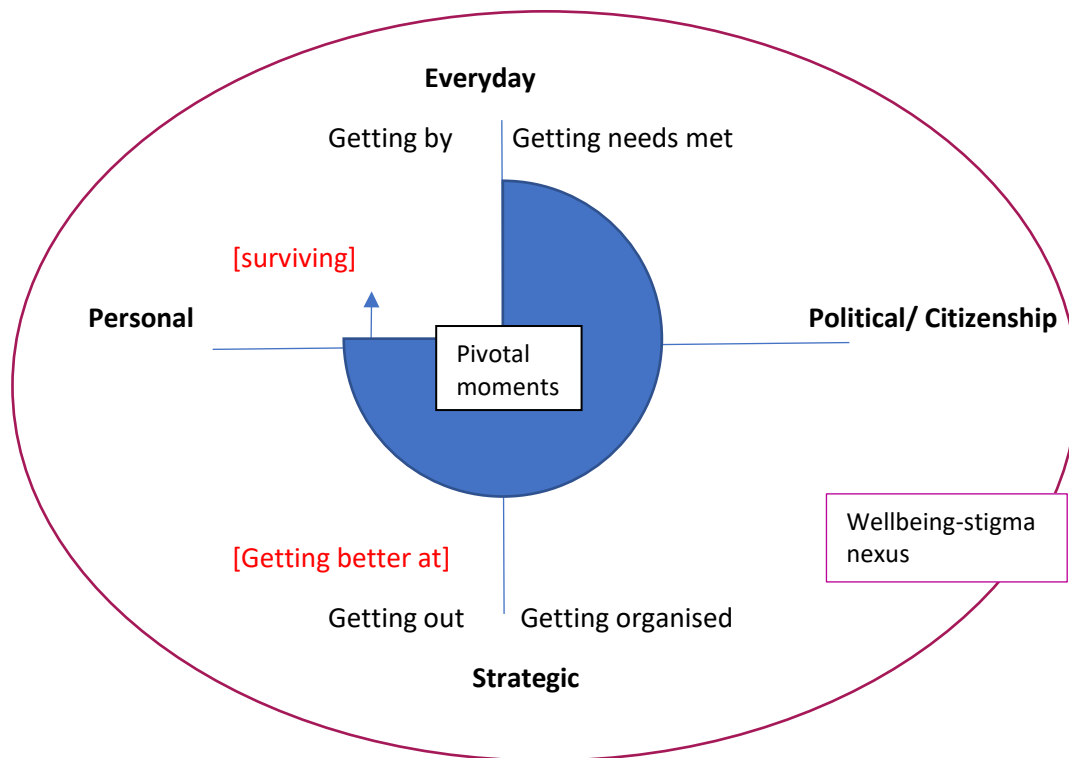 Everyday
Getting by
Getting needs met
[surviving]
Personal
Political/ Citizenship
Pivotal
moments
Wellbeing-stigma
nexus
[Getting better at]
Getting out
Getting organised
Strategic